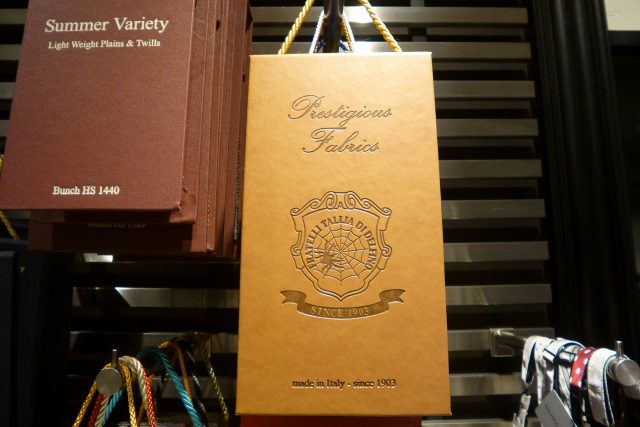 Summer Variety
Light Weight Plains & Twills
Bunch HS 1440
Prestigious
Fabrics
FRATELLI TALLIA DI DELFINO
SINCE 1903
made in Italy - since 1903